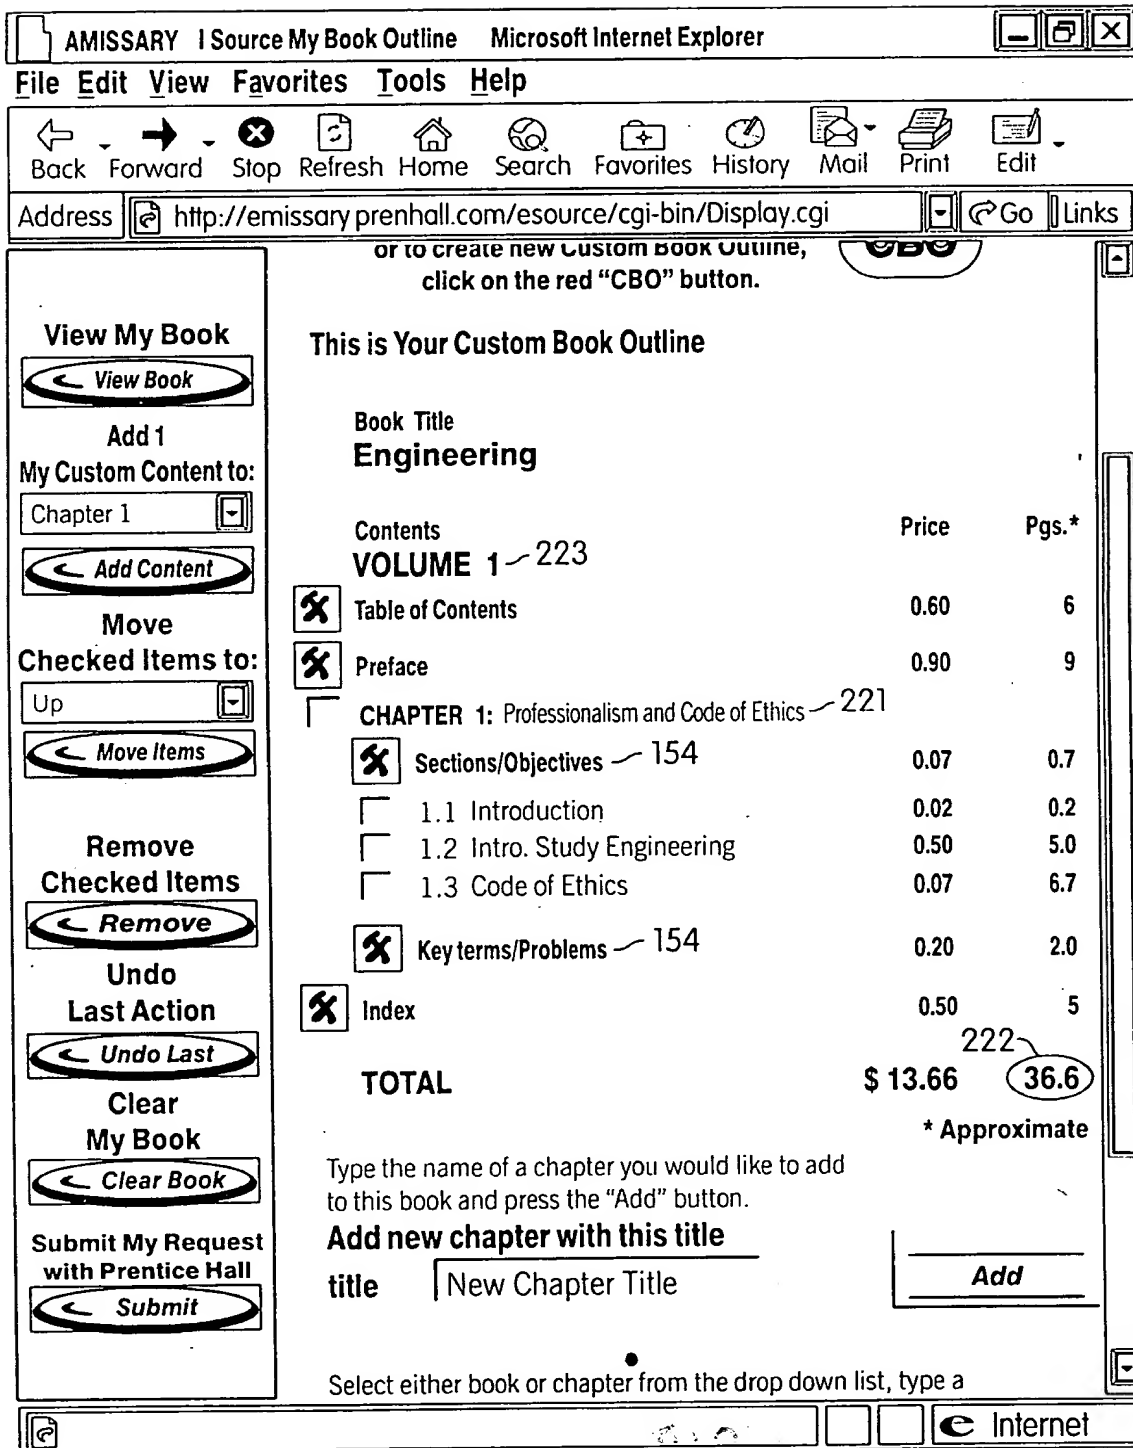 AMISSARY I Source My Book Outline Microsoft Internet Explorer
File Edit View Favorites Tools Help
Back Forward Stop Refresh Home Search Favorites History Mail Print Edit
Address http://emissary prenhall.com/esource/cgi-bin/Display.cgi Go Links
or to create new Custom Book Outline, CBO
click on the red "CBO" button.
View My Book
View Book
Add 1
My Custom Content to:
Chapter 1
Add Content
Move
Checked Items to:
Up
Move Items
Remove
Checked Items
Remove
Undo
Last Action
Undo Last
Clear
My Book
Clear Book
Submit My Request
with Prentice Hall
Submit
This is Your Custom Book Outline
Book Title
Engineering
Contents Price Pgs.*
VOLUME 1 223
Table of Contents 0.60 6
Preface 0.90 9
CHAPTER 1: Professionalism and Code of Ethics 221
Sections/Objectives 154 0.07 0.7
1.1 Introduction 0.02 0.2
1.2 Intro. Study Engineering 0.50 5.0
1.3 Code of Ethics 0.07 6.7
Key terms/Problems 154 0.20 2.0
Index 0.50 5
222
TOTAL $ 13.66 36.6
* Approximate
Type the name of a chapter you would like to add
to this book and press the "Add" button.
Add new chapter with this title
title New Chapter Title Add
Select either book or chapter from the drop down list, type a
Internet